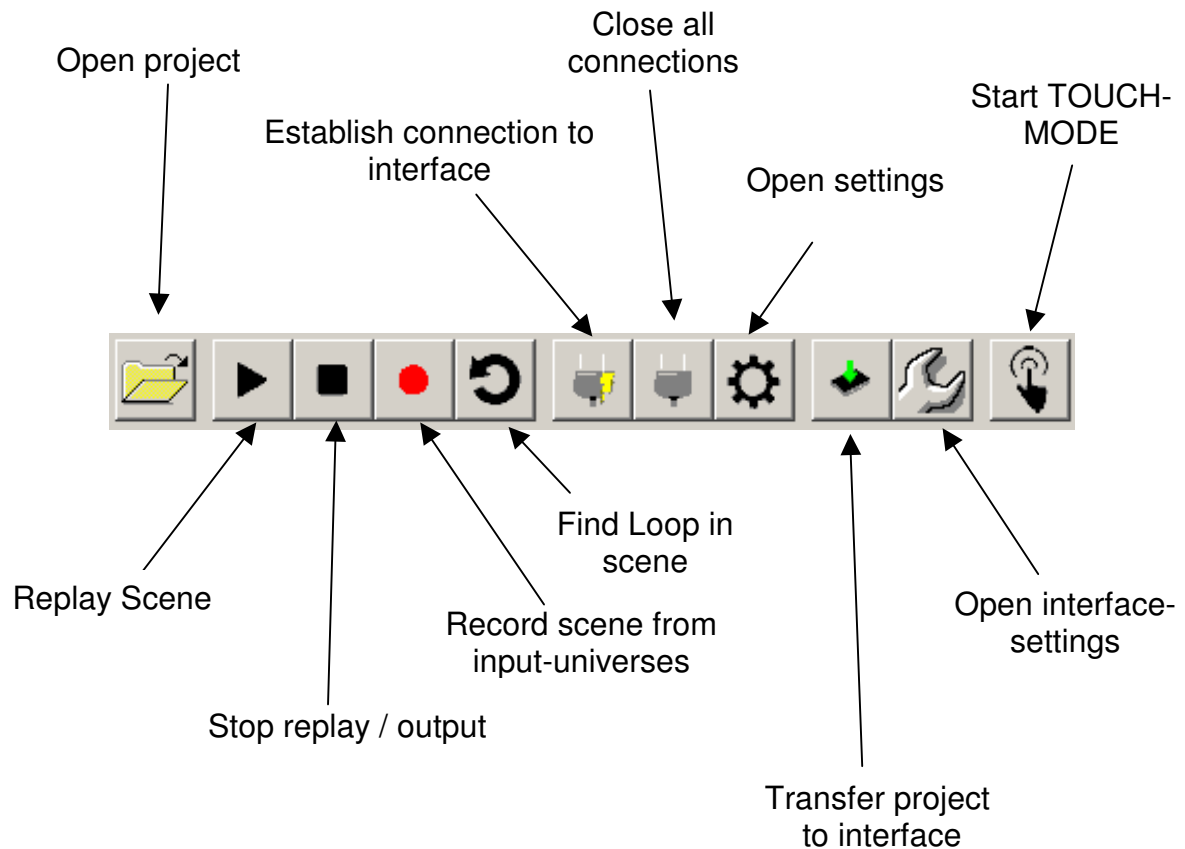 Close all
connections
Open project
Start TOUCH-
MODE
Establish connection to
interface
Open settings
Find Loop in
scene
Replay Scene
Open interface-
settings
Record scene from
input-universes
Stop replay / output
Transfer project
to interface